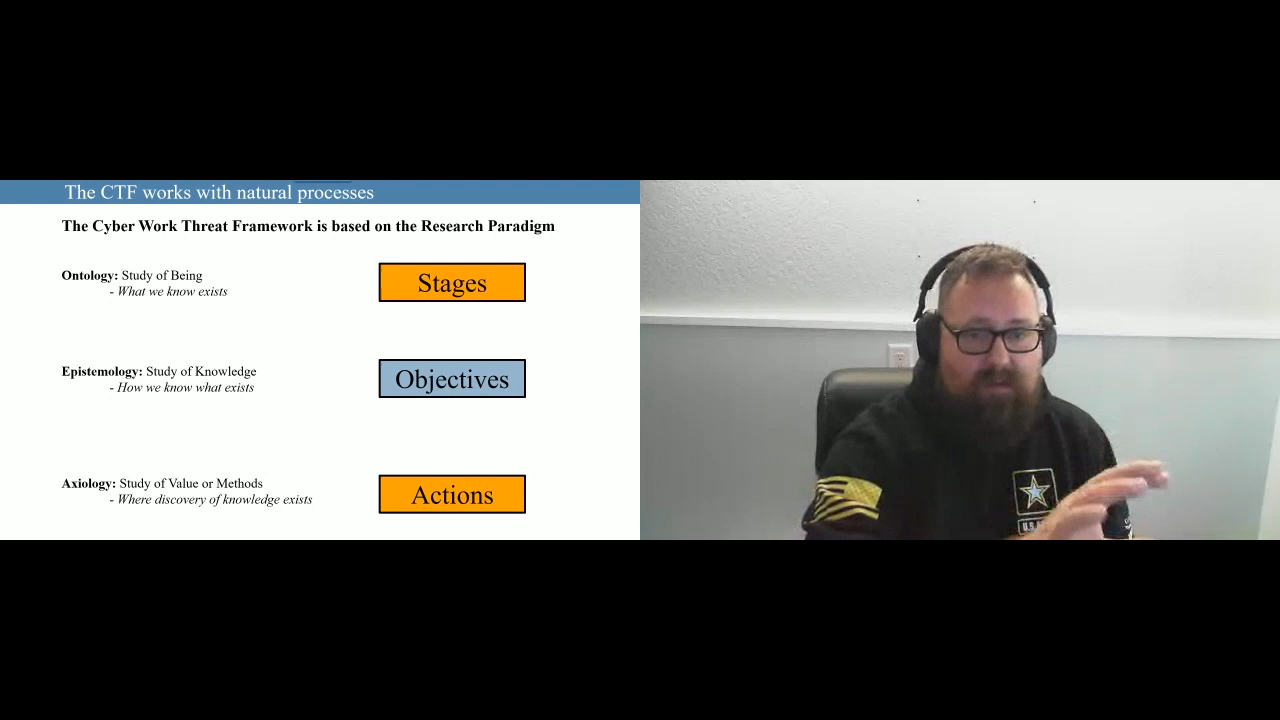 The CTF works with natural processes
The Cyber Work Threat Framework is based on the Research Paradigm
Ontology: Study of Being
- What we know exists
Stages
Epistemology: Study of Knowledge
- How we know what exists
Objectives
Axiology: Study of Value or Methods
- Where discovery of knowledge exists
Actions
U.S.